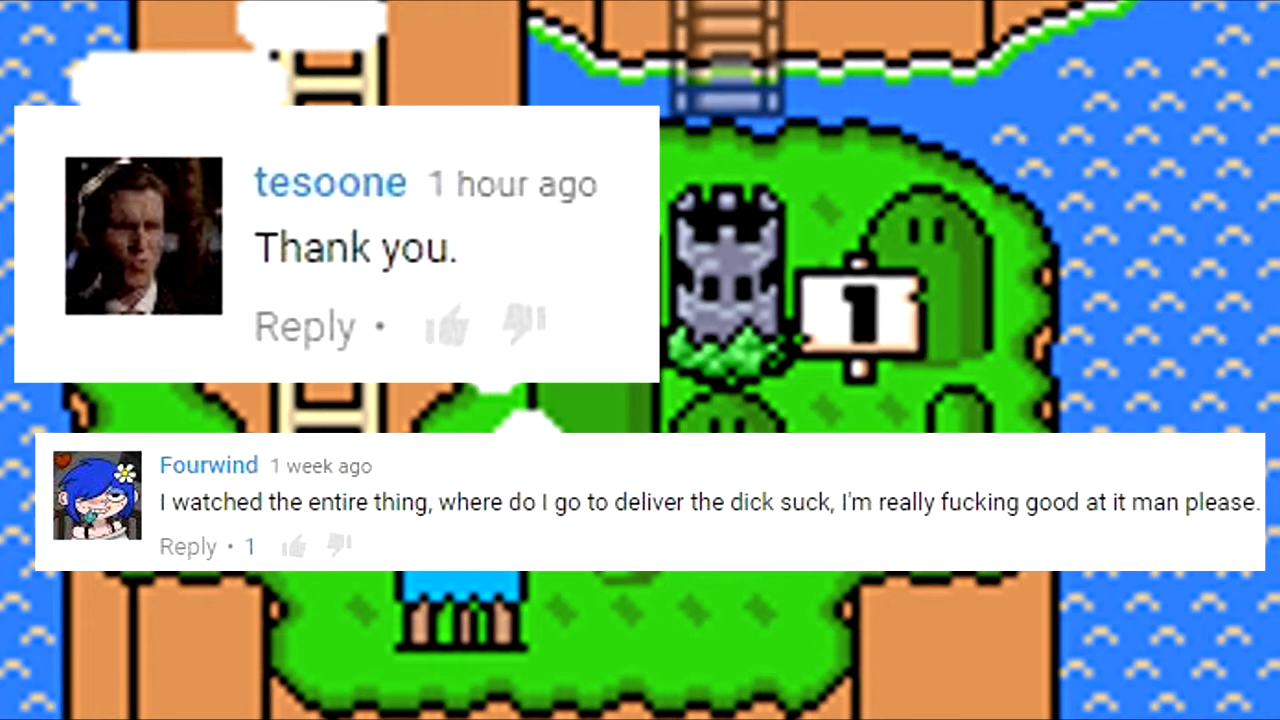 tesoone 1 hour ago
Thank you.
Reply •
1
Fourwind 1 week ago
I watched the entire thing, where do I go to deliver the dick suck, I'm really fucking good at it man please.
Reply • 1